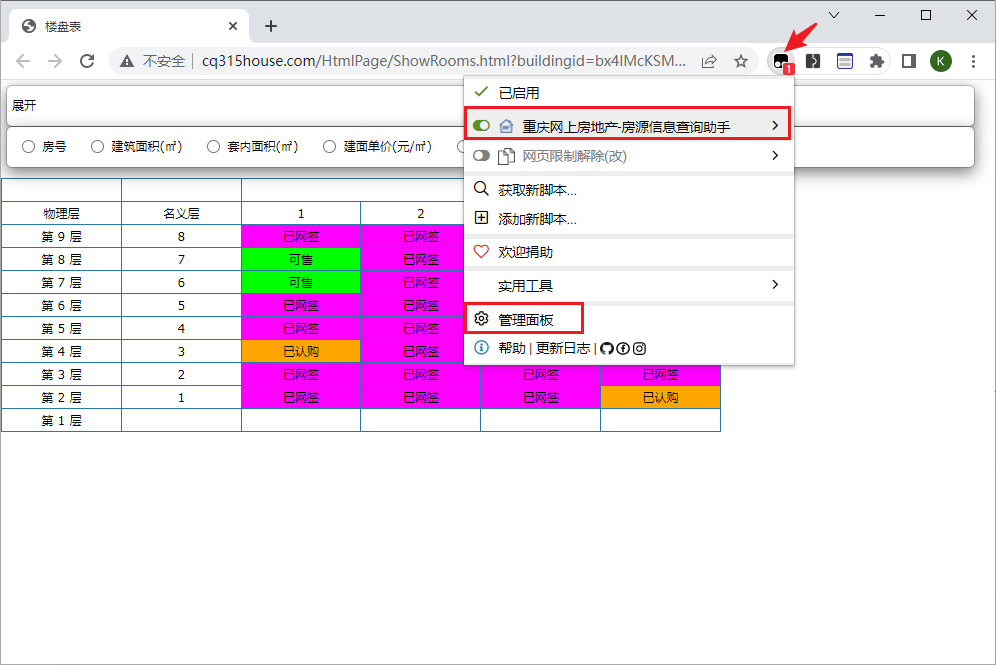 楼盘表
不安全 cq315house.com/HtmlPage/ShowRooms.html?buildingid=bx4lMcKSM...
1
K
展开
房号 建筑面积(㎡) 套内面积(㎡) 建面单价(元/㎡)
物理层 名义层 1 2
第 9 层 8 已网签 已网签
第 8 层 7 可售 已网签
第 7 层 6 可售 已网签
第 6 层 5 已网签 已网签
第 5 层 4 已网签 已网签
第 4 层 3 已认购 已网签
第 3 层 2 已网签 已网签 已网签 已网签
第 2 层 1 已网签 已网签 已网签 已认购
第 1 层
已启用
重庆网上房地产-房源信息查询助手
网页限制解除(改)
获取新脚本...
添加新脚本...
欢迎捐助
实用工具
管理面板
帮助 | 更新日志 |